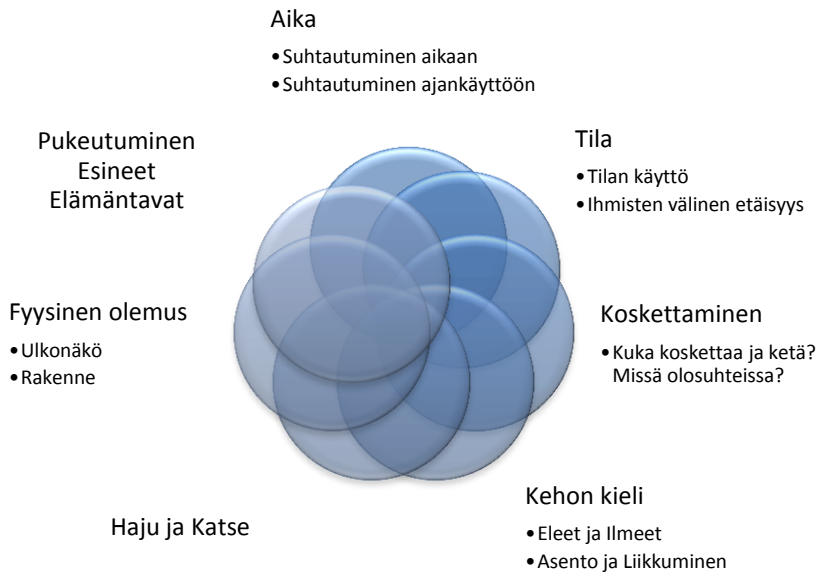 Aika
•Suhtautuminen aikaan
•Suhtautuminen ajankäyttöön
Tila
•Tilan käyttö
•Ihmisten välinen etäisyys
Koskettaminen
•Kuka koskettaa ja ketä?
Missä olosuhteissa?
Kehon kieli
•Eleet ja Ilmeet
•Asento ja Liikkuminen
Haju ja Katse
Fyysinen olemus
•Ulkonäkö
•Rakenne
Pukeutuminen
Esineet
Elämäntavat